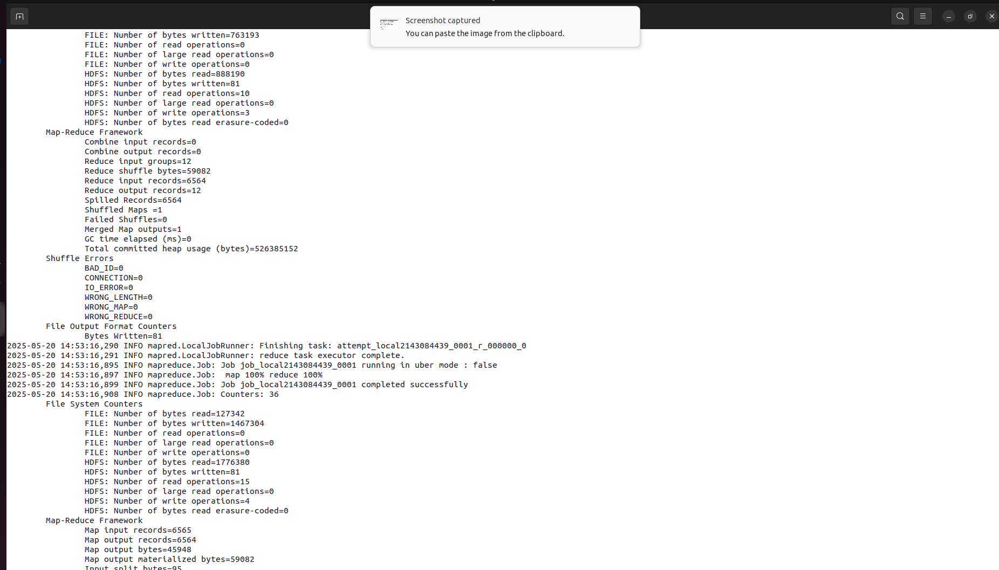 Screenshot captured
You can paste the image from the clipboard.
FILE: Number of bytes written=763193
FILE: Number of read operations=0
FILE: Number of large read operations=0
FILE: Number of write operations=0
HDFS: Number of bytes read=888190
HDFS: Number of bytes written=81
HDFS: Number of read operations=10
HDFS: Number of large read operations=0
HDFS: Number of write operations=3
HDFS: Number of bytes read erasure-coded=0
Map-Reduce Framework
Combine input records=0
Combine output records=0
Reduce input groups=12
Reduce shuffle bytes=59082
Reduce input records=6564
Reduce output records=12
Spilled Records=6564
Shuffled Maps =1
Failed Shuffles=0
Merged Map outputs=1
GC time elapsed (ms)=0
Total committed heap usage (bytes)=526385152
Shuffle Errors
BAD_ID=0
CONNECTION=0
IO_ERROR=0
WRONG_LENGTH=0
WRONG_MAP=0
WRONG_REDUCE=0
File Output Format Counters
Bytes Written=81
2025-05-20 14:53:16,290 INFO mapred.LocalJobRunner: Finishing task: attempt_local2143084439_0001_r_000000_0
2025-05-20 14:53:16,291 INFO mapred.LocalJobRunner: reduce task executor complete.
2025-05-20 14:53:16,895 INFO mapreduce.Job: Job job_local2143084439_0001 running in uber mode : false
2025-05-20 14:53:16,897 INFO mapreduce.Job:  map 100% reduce 100%
2025-05-20 14:53:16,899 INFO mapreduce.Job: Job job_local2143084439_0001 completed successfully
2025-05-20 14:53:16,908 INFO mapreduce.Job: Counters: 36
File System Counters
FILE: Number of bytes read=127342
FILE: Number of bytes written=1467304
FILE: Number of read operations=0
FILE: Number of large read operations=0
FILE: Number of write operations=0
HDFS: Number of bytes read=1776380
HDFS: Number of bytes written=81
HDFS: Number of read operations=15
HDFS: Number of large read operations=0
HDFS: Number of write operations=4
HDFS: Number of bytes read erasure-coded=0
Map-Reduce Framework
Map input records=6565
Map output records=6564
Map output bytes=45948
Map output materialized bytes=59082
Input split bytes=95